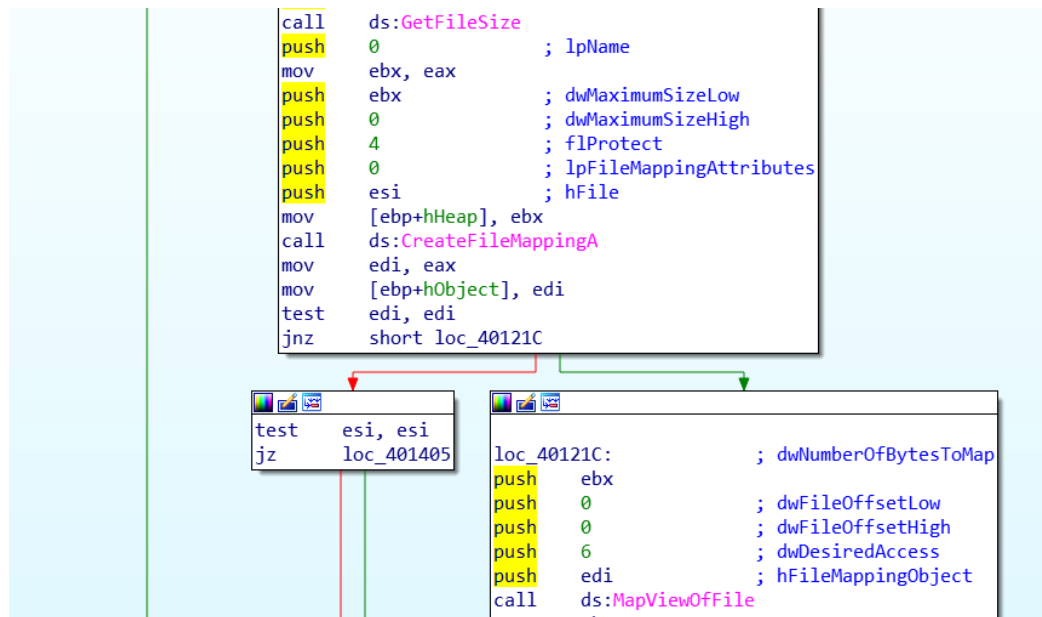 call ds:GetFileSize
push 0 ; lpName
mov ebx, eax
push ebx ; dwMaximumSizeLow
push 0 ; dwMaximumSizeHigh
push 4 ; flProtect
push 0 ; lpFileMappingAttributes
push esi ; hFile
mov [ebp+hHeap], ebx
call ds:CreateFileMappingA
mov edi, eax
mov [ebp+hObject], edi
test edi, edi
jnz short loc_40121C
test esi, esi
jz loc_401405
loc_40121C: ; dwNumberOfBytesToMap
push ebx
push 0 ; dwFileOffsetLow
push 0 ; dwFileOffsetHigh
push 6 ; dwDesiredAccess
push edi ; hFileMappingObject
call ds:MapViewOfFile